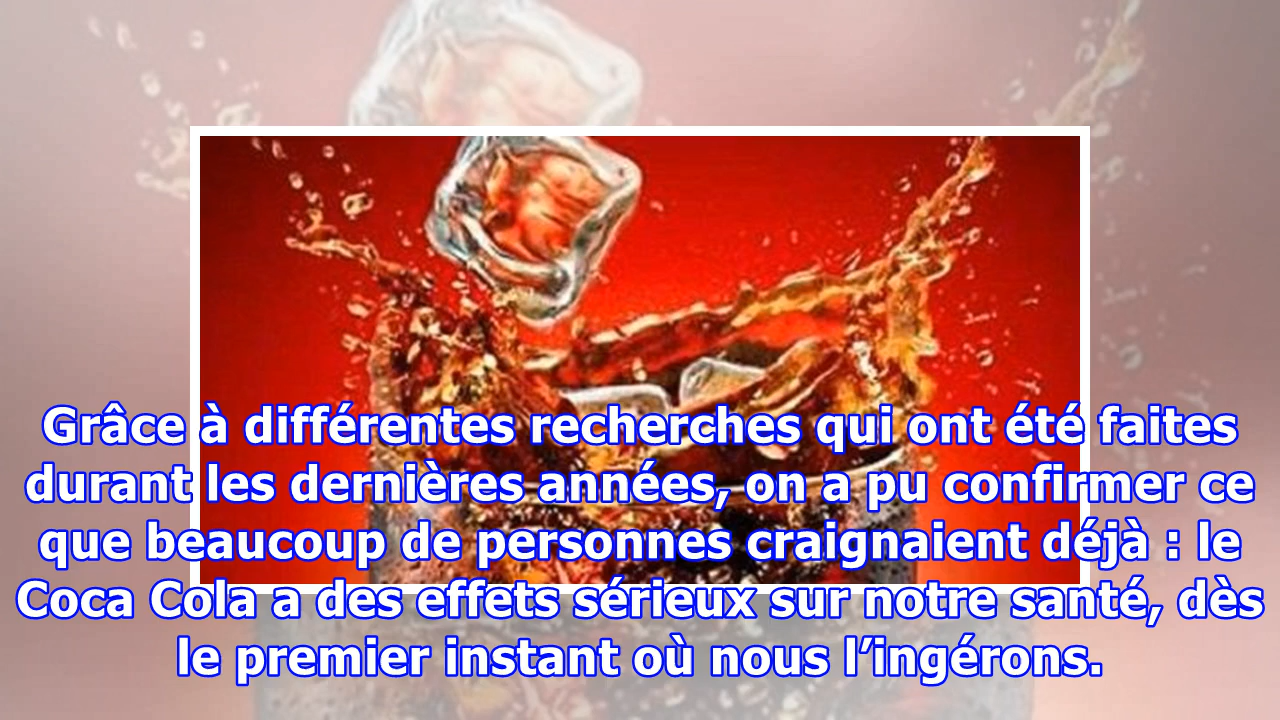 Grâce à différentes recherches qui ont été faites
durant les dernières années, on a pu confirmer ce
que beaucoup de personnes craignaient déjà : le
Coca Cola a des effets sérieux sur notre santé, dès
le premier instant où nous l’ingérons.